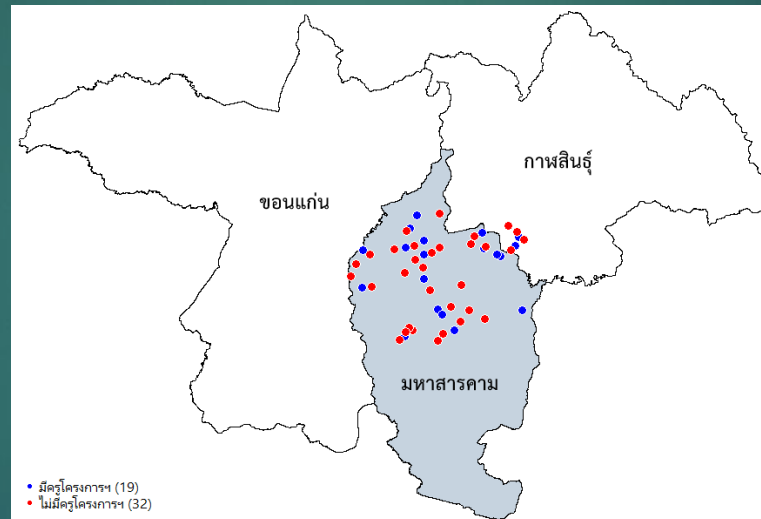 กาฬสินธุ์
ขอนแก่น
มหาสารคาม
มีครูโครงการฯ (19)
ไม่มีครูโครงการฯ (32)